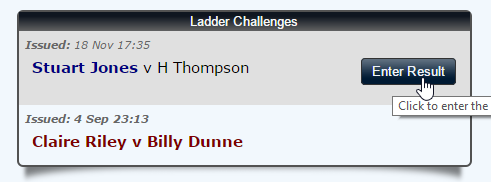 Ladder Challenges
Issued: 18 Nov 17:35
Stuart Jones v H Thompson
Enter Result
Click to enter the
Issued: 4 Sep 23:13
Claire Riley v Billy Dunne